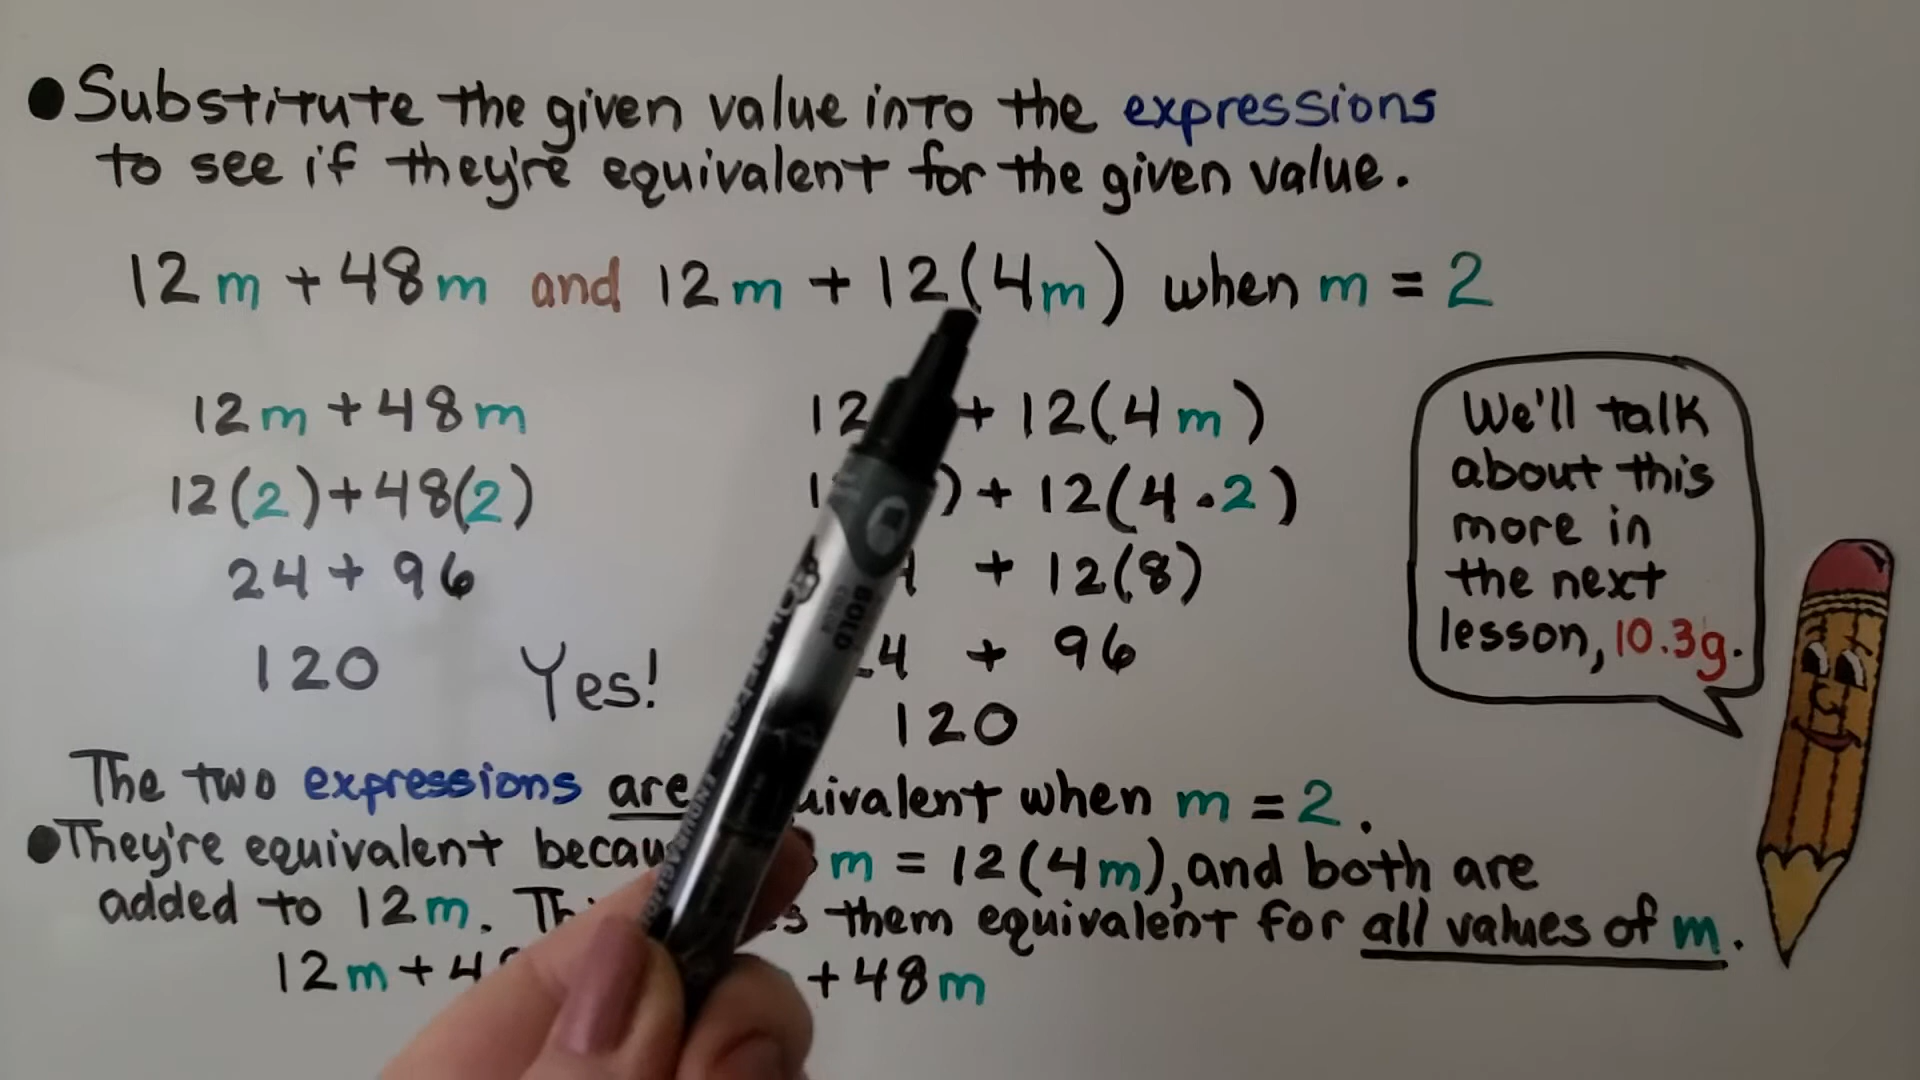 ●Substitute the given value into the expressions
to see if they're equivalent for the given value.
12m + 48m and 12m + 12(4m) when m = 2
12m + 48m
12(2) + 48(2)
24 + 96
120
Yes!
12 + 12(4m)
) + 12(4 • 2)
+ 12(8)
4 + 96
120
We'll talk
about this
more in
the next
lesson, 10.3g.
The two expressions are when m = 2.
●They're equivalent m = 12(4m), and both are
added to 12m. them equivalent for all values of m.
12m + 4 + 48m
BOLD